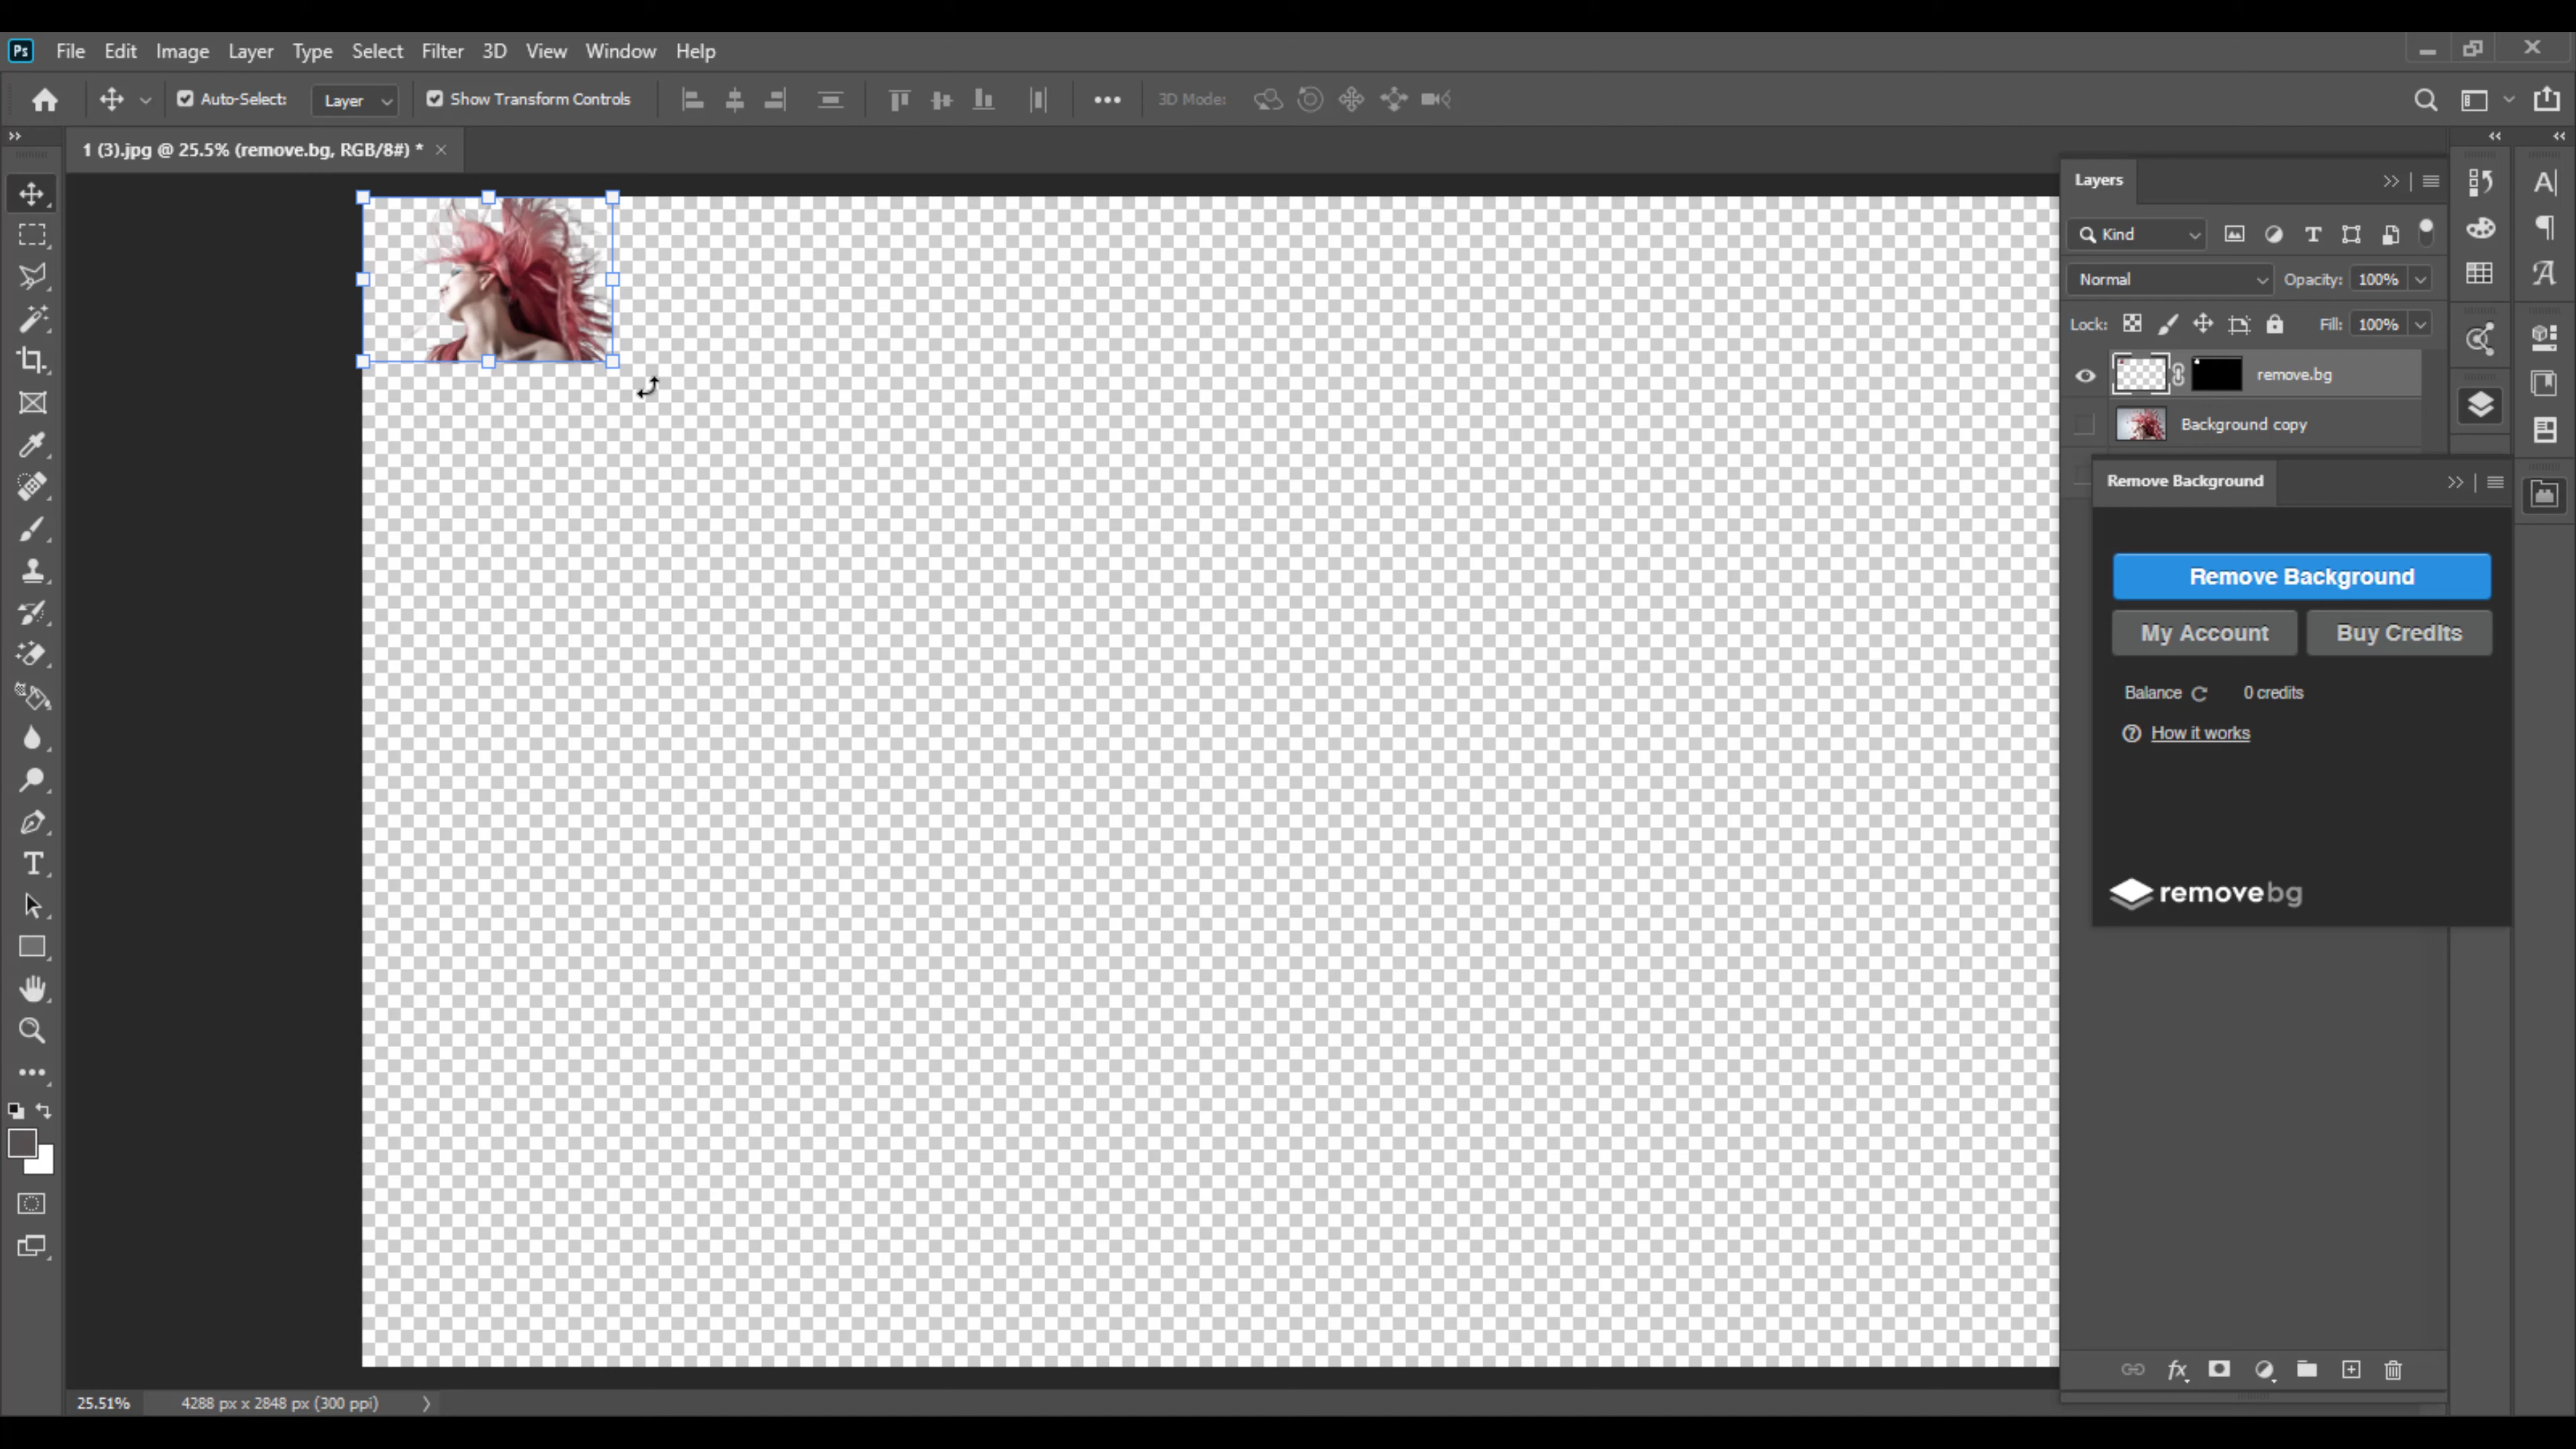 Ps File Edit Image Layer Type Select Filter 3D View Window Help
Auto-Select: Layer Show Transform Controls 3D Mode:
1 (3).jpg @ 25.5% (remove.bg, RGB/8#) *
Layers
Kind
Normal Opacity: 100%
Lock: Fill: 100%
remove.bg
Background copy
Remove Background
Remove Background
My Account Buy Credits
Balance 0 credits
How it works
removebg
25.51% 4288 px x 2848 px (300 ppi)